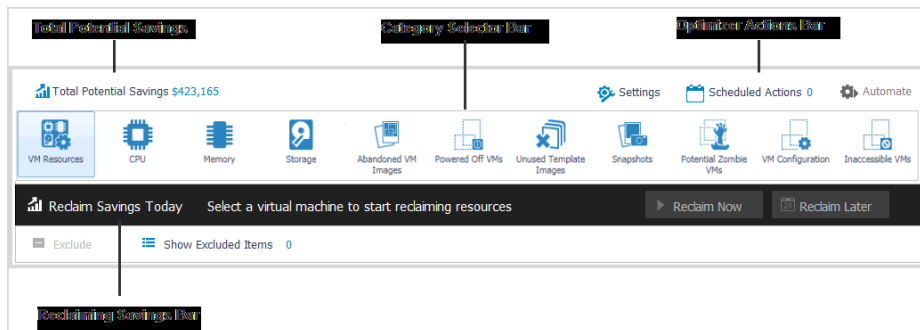 Total Potential Savings
Category Selector Bar
Optimizer Actions Bar
Total Potential Savings $423,165
Settings
Scheduled Actions 0
Automate
VM Resources
CPU
Memory
Storage
Abandoned VM
Images
Powered Off VMs
Unused Template
Images
Snapshots
Potential Zombie
VMs
VM Configuration
Inaccessible VMs
Reclaim Savings Today
Select a virtual machine to start reclaiming resources
Reclaim Now
Reclaim Later
Exclude
Show Excluded Items 0
Reclaiming Savings Bar